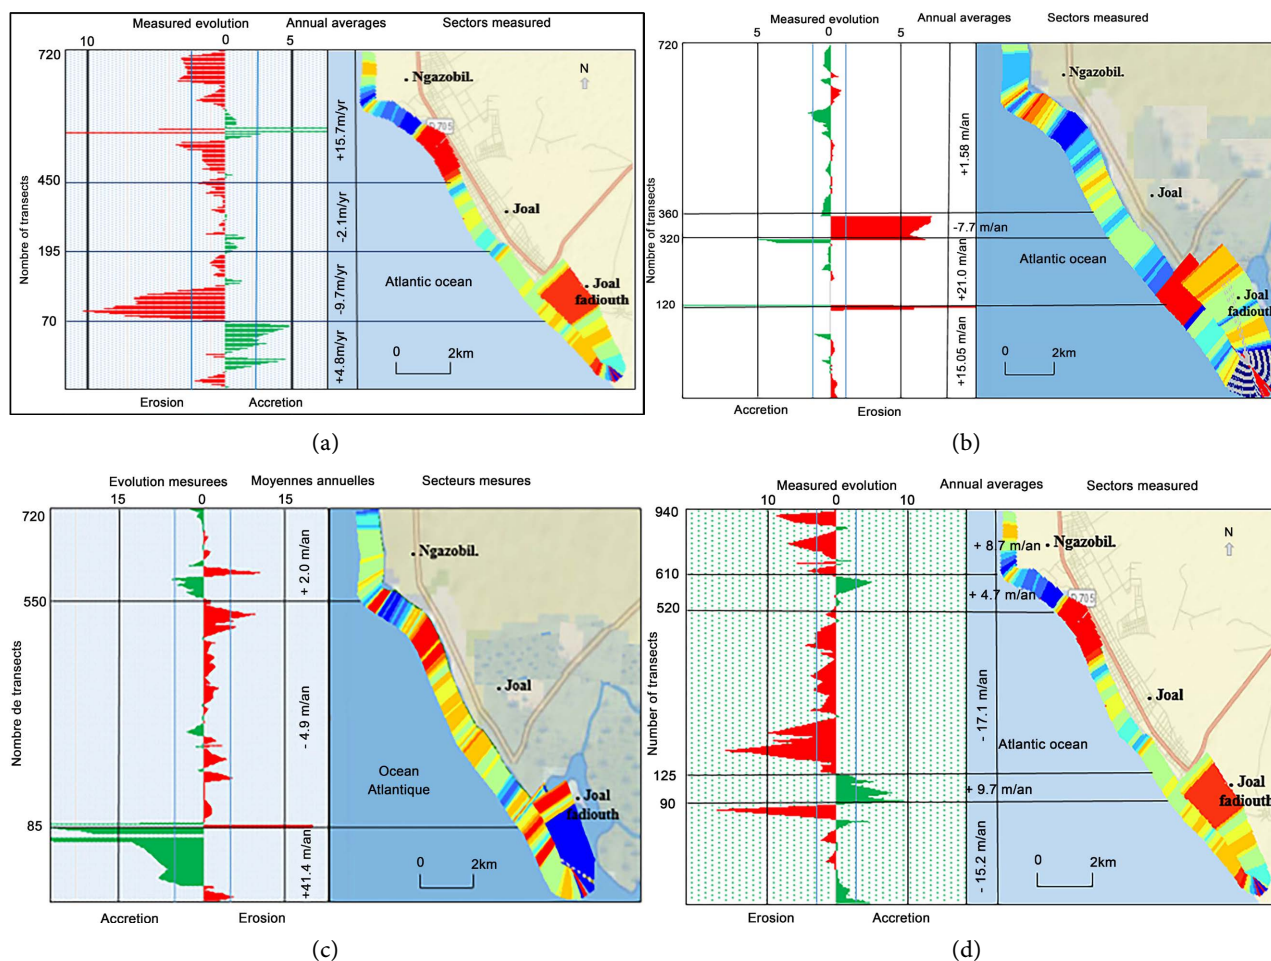 Measured evolution Annual averages Sectors measured
10 0 5
720
450
195
70
Nombre of transects
+15.7m/yr
-2.1m/yr
-9.7m/yr
+4.8m/yr
N
Ngazobil.
D 705
Joal
Joal
fadiouth
Atlantic ocean
0 2km
Erosion Accretion
(a)
Measured evolution Annual averages Sectors measured
5 0 5
720
360
320
120
Nombre of transects
+1.58 m/an
-7.7 m/an
+21.0 m/an
+15.05 m/an
Ngazobil.
Joal
Joal
fadiouth
Atlantic ocean
0 2km
Accretion Erosion
(b)
Evolution mesurees Moyennes annuelles Secteurs mesures
15 0 15
720
550
85
Nombre de transects
+ 2.0 m/an
- 4.9 m/an
+41.4 m/an
Ngazobil.
Joal
Joal
fadiouth
Ocean
Atlantique
0 2km
Accretion Erosion
(c)
Measured evolution Annual averages Sectors measured
10 0 10
940
610
520
125
90
Number of transects
+ 8.7 m/an
+ 4.7 m/an
- 17.1 m/an
+ 9.7 m/an
- 15.2 m/an
N
Ngazobil.
D 705
Joal
Joal
fadiouth
Atlantic ocean
0 2km
Erosion Accretion
(d)